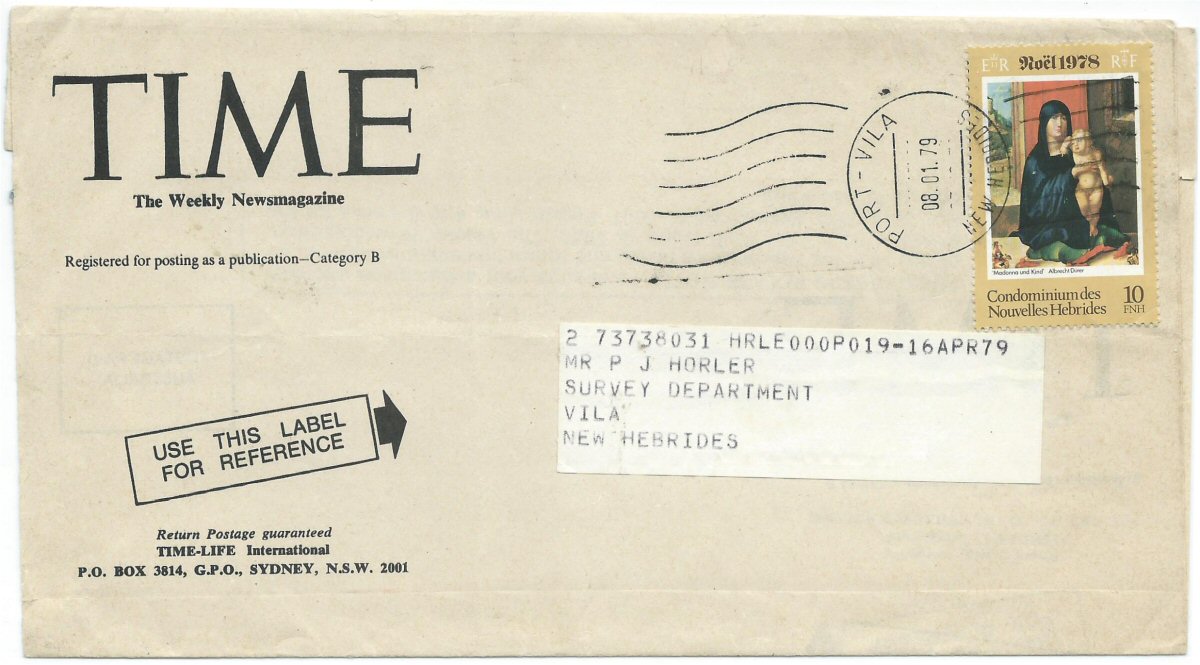 TIME
The Weekly Newsmagazine
Registered for posting as a publication—Category B
PORT-VILA
08.01.79
NEW HEBRIDES
E II R Noël 1978 RF
'Madonna und Kind' Albrecht Dürer
Condominium des
Nouvelles Hebrides
10
FNH
2 73738031 HRLE000P019-16APR79
MR P J HORLER
SURVEY DEPARTMENT
VILA
NEW HEBRIDES
USE THIS LABEL
FOR REFERENCE
Return Postage guaranteed
TIME-LIFE International
P.O. BOX 3814, G.P.O., SYDNEY, N.S.W. 2001